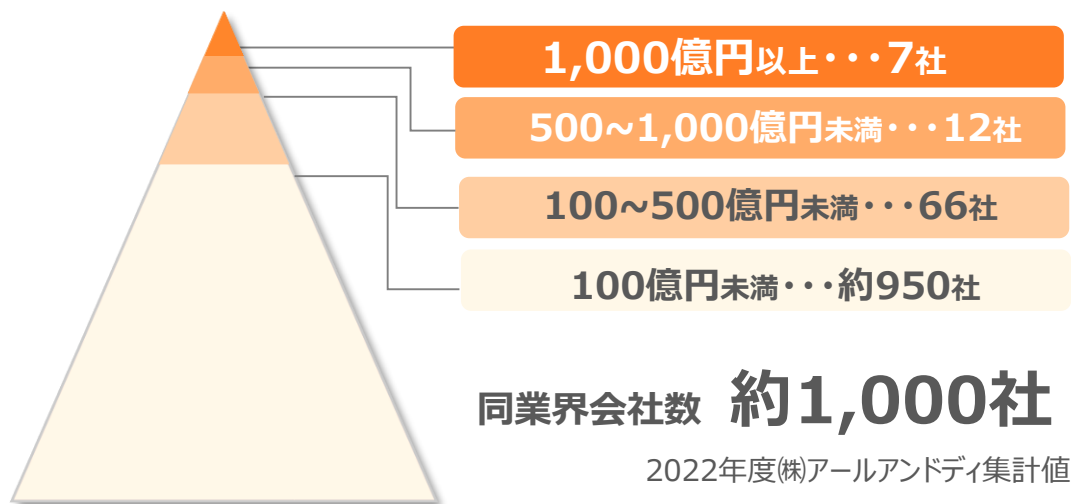 1,000億円以上・・・7社
500~1,000億円未満・・・12社
100~500億円未満・・・66社
100億円未満・・・約950社
同業界会社数 約1,000社
2022年度㈱アールアンドディ集計値